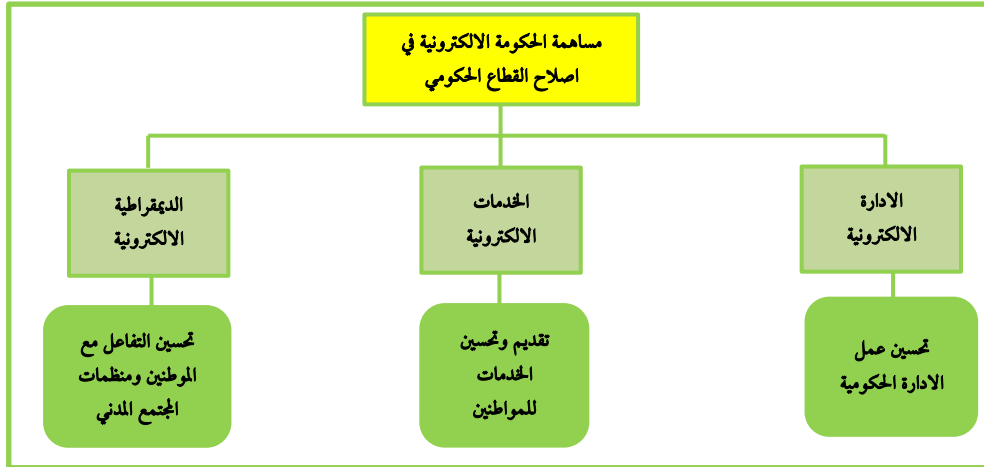 مساهمة الحكومة الالكترونية في
اصلاح القطاع الحكومي
الادارة
الالكترونية
الخدمات
الالكترونية
الديمقراطية
الالكترونية
تحسين عمل
الادارة الحكومية
تقديم وتحسين
الخدمات
للمواطنين
تحسين التفاعل مع
الموطنين ومنظمات
المجتمع المدني